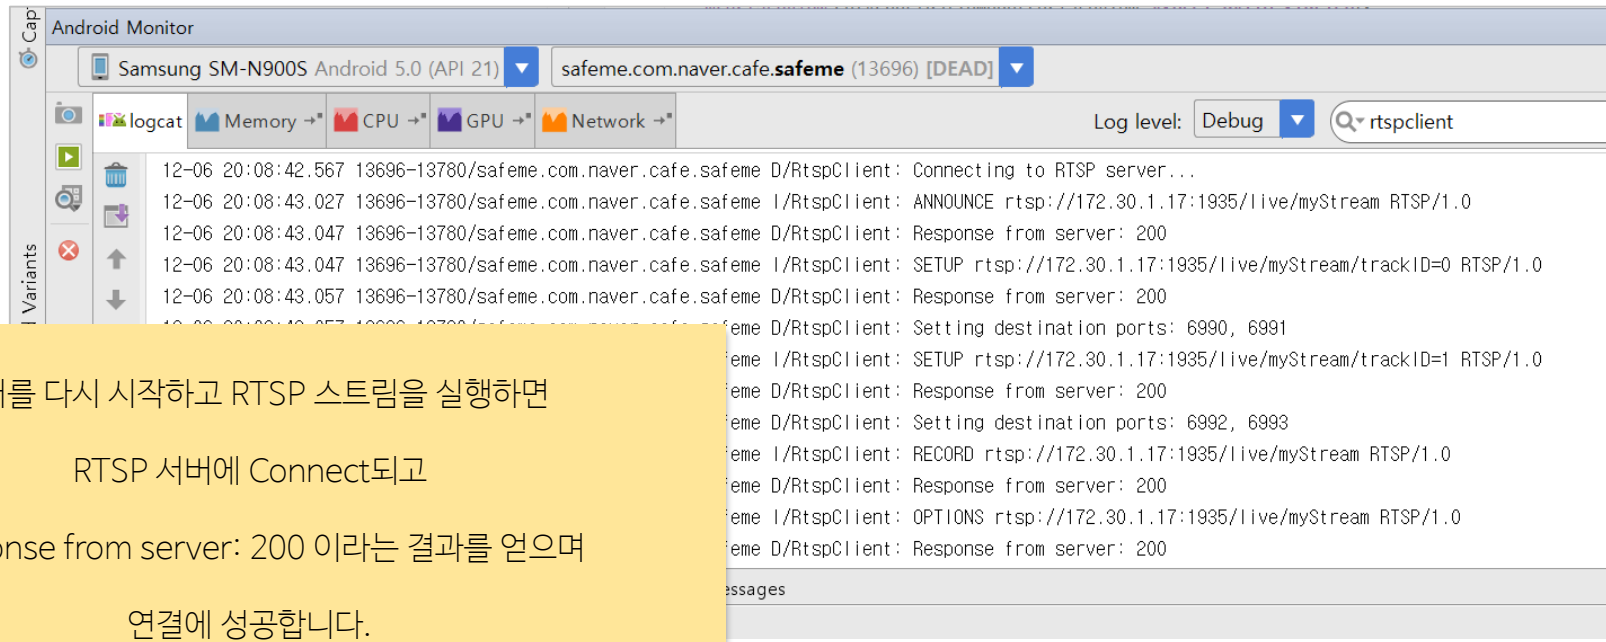 Cap
Android Monitor
Samsung SM-N900S Android 5.0 (API 21)
safeme.com.naver.cafe.safeme (13696) [DEAD]
logcat
Memory
CPU
GPU
Network
Log level: Debug
rtspclient
Variants
12-06 20:08:42.567 13696-13780/safeme.com.naver.cafe.safeme D/RtspClient: Connecting to RTSP server...
12-06 20:08:43.027 13696-13780/safeme.com.naver.cafe.safeme I/RtspClient: ANNOUNCE rtsp://172.30.1.17:1935/live/myStream RTSP/1.0
12-06 20:08:43.047 13696-13780/safeme.com.naver.cafe.safeme D/RtspClient: Response from server: 200
12-06 20:08:43.047 13696-13780/safeme.com.naver.cafe.safeme I/RtspClient: SETUP rtsp://172.30.1.17:1935/live/myStream/trackID=0 RTSP/1.0
12-06 20:08:43.057 13696-13780/safeme.com.naver.cafe.safeme D/RtspClient: Response from server: 200
feme D/RtspClient: Setting destination ports: 6990, 6991
feme I/RtspClient: SETUP rtsp://172.30.1.17:1935/live/myStream/trackID=1 RTSP/1.0
feme D/RtspClient: Response from server: 200
feme D/RtspClient: Setting destination ports: 6992, 6993
eme I/RtspClient: RECORD rtsp://172.30.1.17:1935/live/myStream RTSP/1.0
eme D/RtspClient: Response from server: 200
eme I/RtspClient: OPTIONS rtsp://172.30.1.17:1935/live/myStream RTSP/1.0
feme D/RtspClient: Response from server: 200
를 다시 시작하고 RTSP 스트림을 실행하면
RTSP 서버에 Connect되고
onse from server: 200 이라는 결과를 얻으며
연결에 성공합니다.
essages